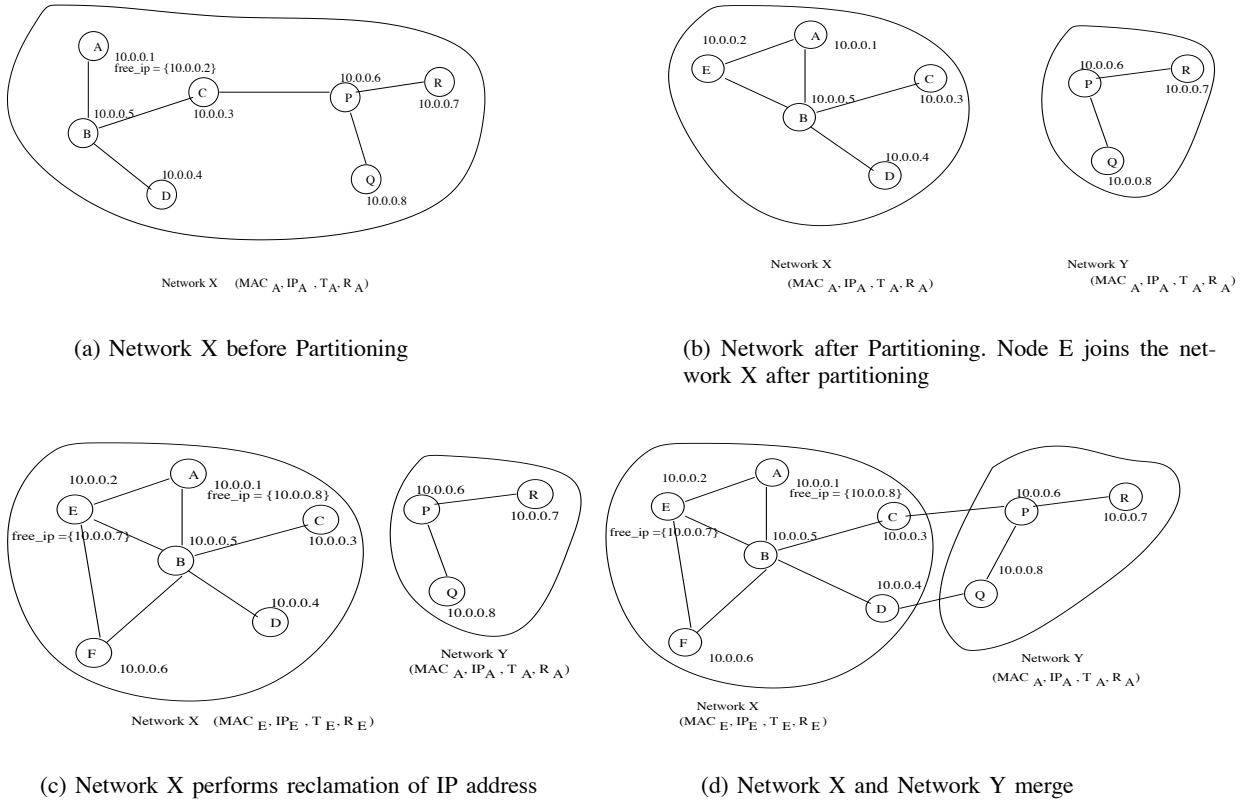 A
10.0.0.1
free_ip = {10.0.0.2}
C
10.0.0.3
10.0.0.5
B
10.0.0.4
D
10.0.0.6
P
R
10.0.0.7
Q
10.0.0.8
Network X (MAC A, IP A , T A, R A)
(a) Network X before Partitioning
10.0.0.2
A
10.0.0.1
E
C
10.0.0.3
10.0.0.5
B
10.0.0.4
D
Network X
(MAC A, IP A , T A, R A)
10.0.0.6
R
P
10.0.0.7
Q
10.0.0.8
Network Y
(MAC A, IP A , T A, R A)
(b) Network after Partitioning. Node E joins the net-
work X after partitioning
10.0.0.2
A
10.0.0.1
free_ip = {10.0.0.8}
E
C
free_ip ={10.0.0.7}
10.0.0.5
10.0.0.3
B
10.0.0.4
D
F
10.0.0.6
Network X (MAC E, IP E , T E, R E)
10.0.0.6
R
P
10.0.0.7
Q
10.0.0.8
Network Y
(MAC A, IP A , T A, R A)
(c) Network X performs reclamation of IP address
10.0.0.2
A
10.0.0.1
free_ip = {10.0.0.8}
E
C
free_ip ={10.0.0.7}
10.0.0.5
10.0.0.3
B
10.0.0.4
D
F
10.0.0.6
Network X
(MAC E, IP E , T E, R E)
10.0.0.6
R
P
10.0.0.7
10.0.0.8
Q
Network Y
(MAC A, IP A , T A, R A)
(d) Network X and Network Y merge